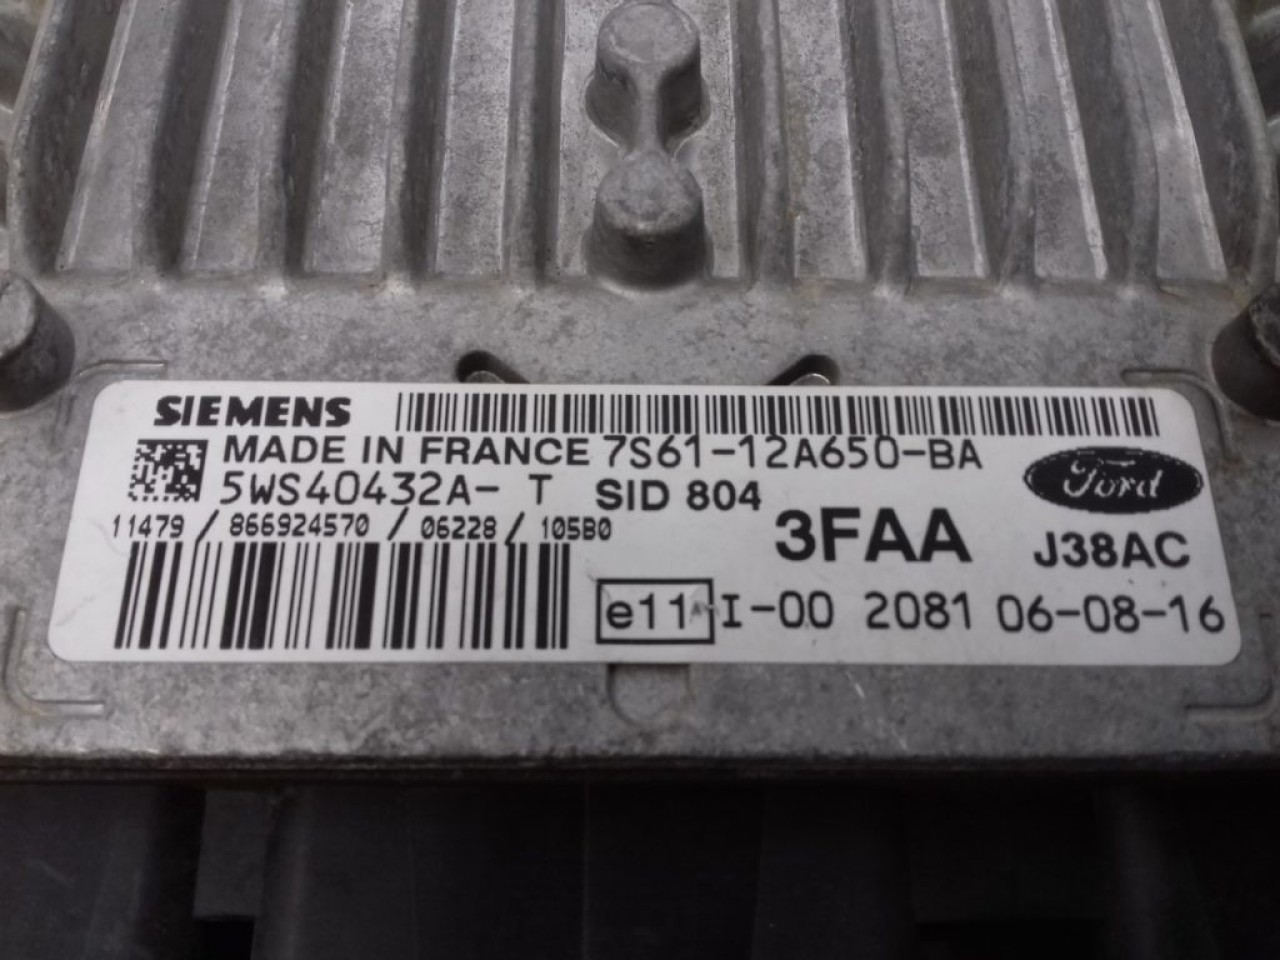 SIEMENS
MADE IN FRANCE 7S61-12A650-BA
5WS40432A- T SID 804
Ford
11479 / 866924570 / 06228 / 105B0
3FAA J38AC
e11 I-00 2081 06-08-16